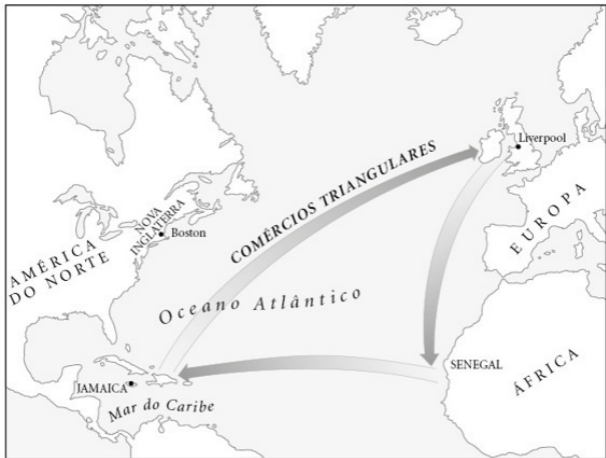 Liverpool
COMÉRCIOS TRIANGULARES
EUROPA
NOVA
INGLATERRA
Boston
AMÉRICA
DO NORTE
Oceano Atlântico
SENEGAL
ÁFRICA
JAMAICA
Mar do Caribe